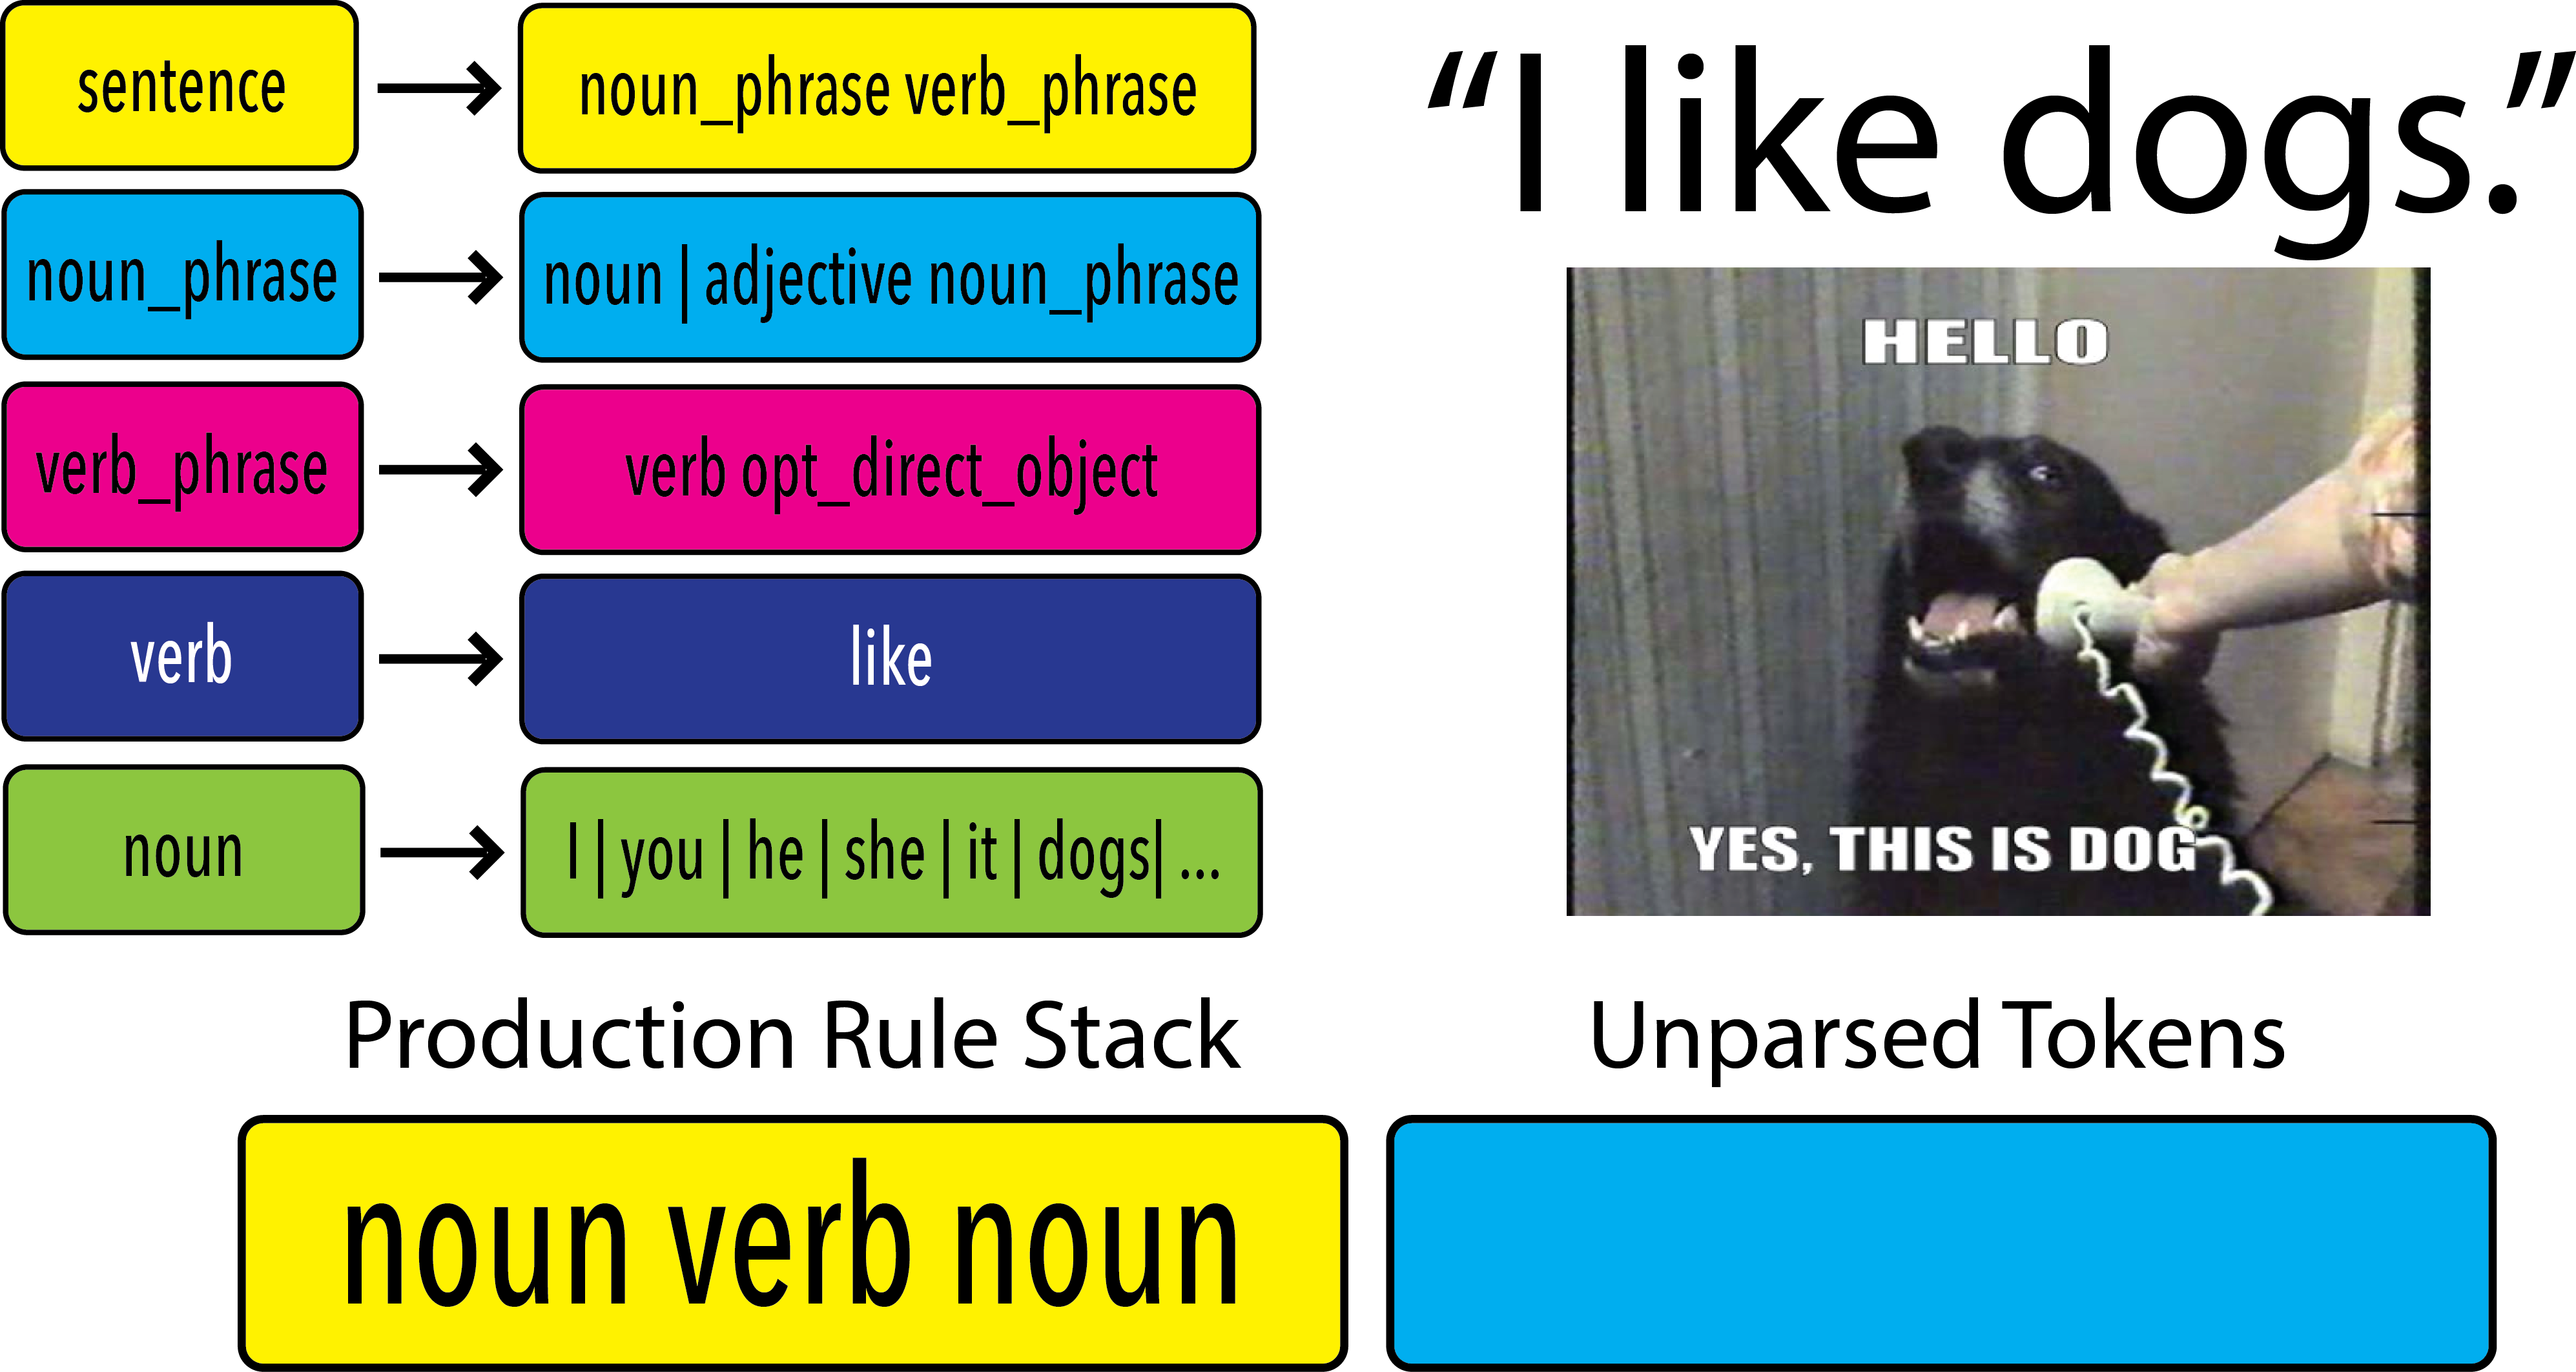 sentence
noun_phrase verb_phrase
noun_phrase
noun | adjective noun_phrase
verb_phrase
verb opt_direct_object
verb
like
noun
I | you | he | she | it | dogs| ...
“I like dogs.”
HELLO
YES, THIS IS DOG
Production Rule Stack
noun verb noun
Unparsed Tokens